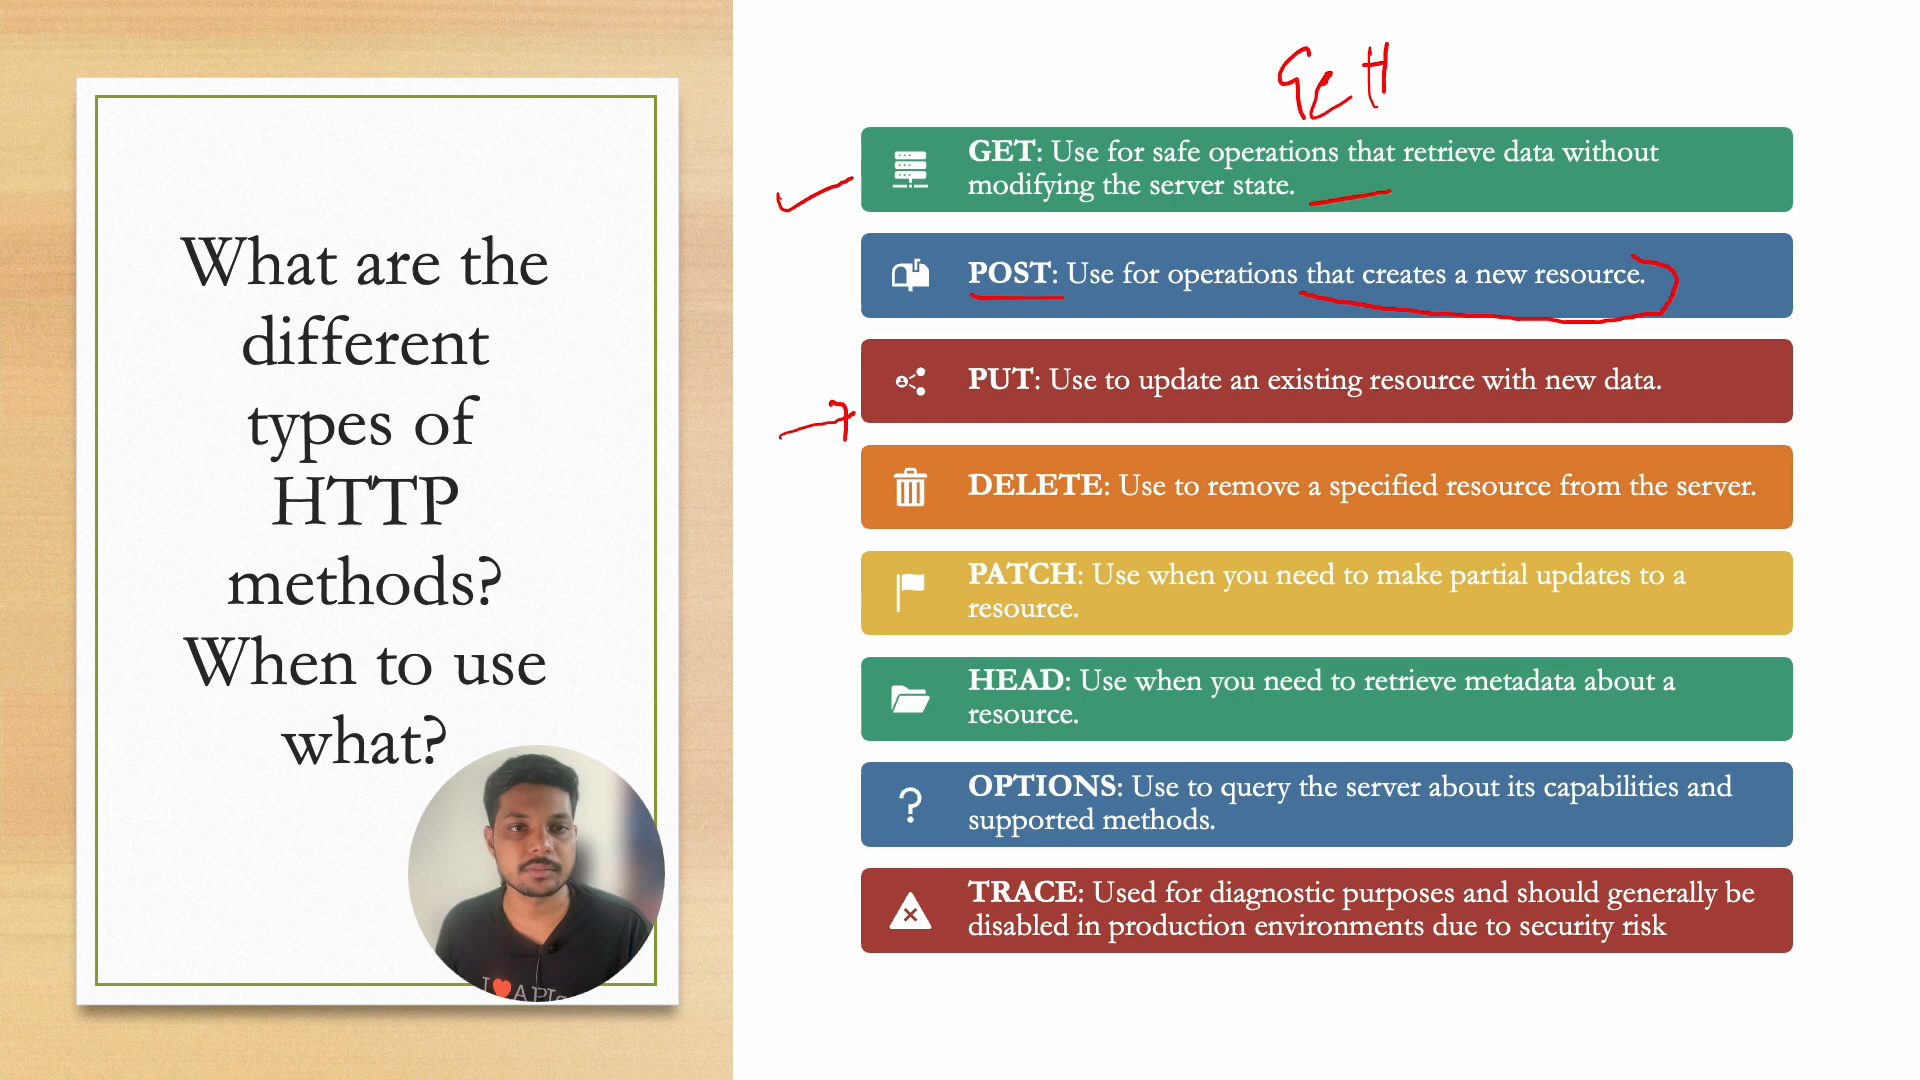 What are the
different
types of
HTTP
methods?
When to use
what?
I ❤ APIs
GET: Use for safe operations that retrieve data without
modifying the server state.
POST: Use for operations that creates a new resource.
PUT: Use to update an existing resource with new data.
DELETE: Use to remove a specified resource from the server.
PATCH: Use when you need to make partial updates to a
resource.
HEAD: Use when you need to retrieve metadata about a
resource.
OPTIONS: Use to query the server about its capabilities and
supported methods.
TRACE: Used for diagnostic purposes and should generally be
disabled in production environments due to security risk